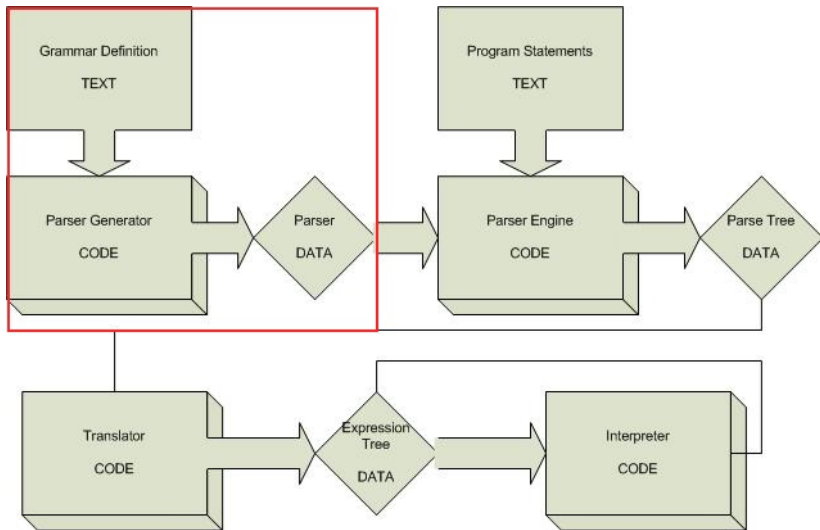 Grammar Definition
TEXT
Program Statements
TEXT
Parser Generator
CODE
Parser
DATA
Parser Engine
CODE
Parse Tree
DATA
Translator
CODE
Expression
Tree
DATA
Interpreter
CODE